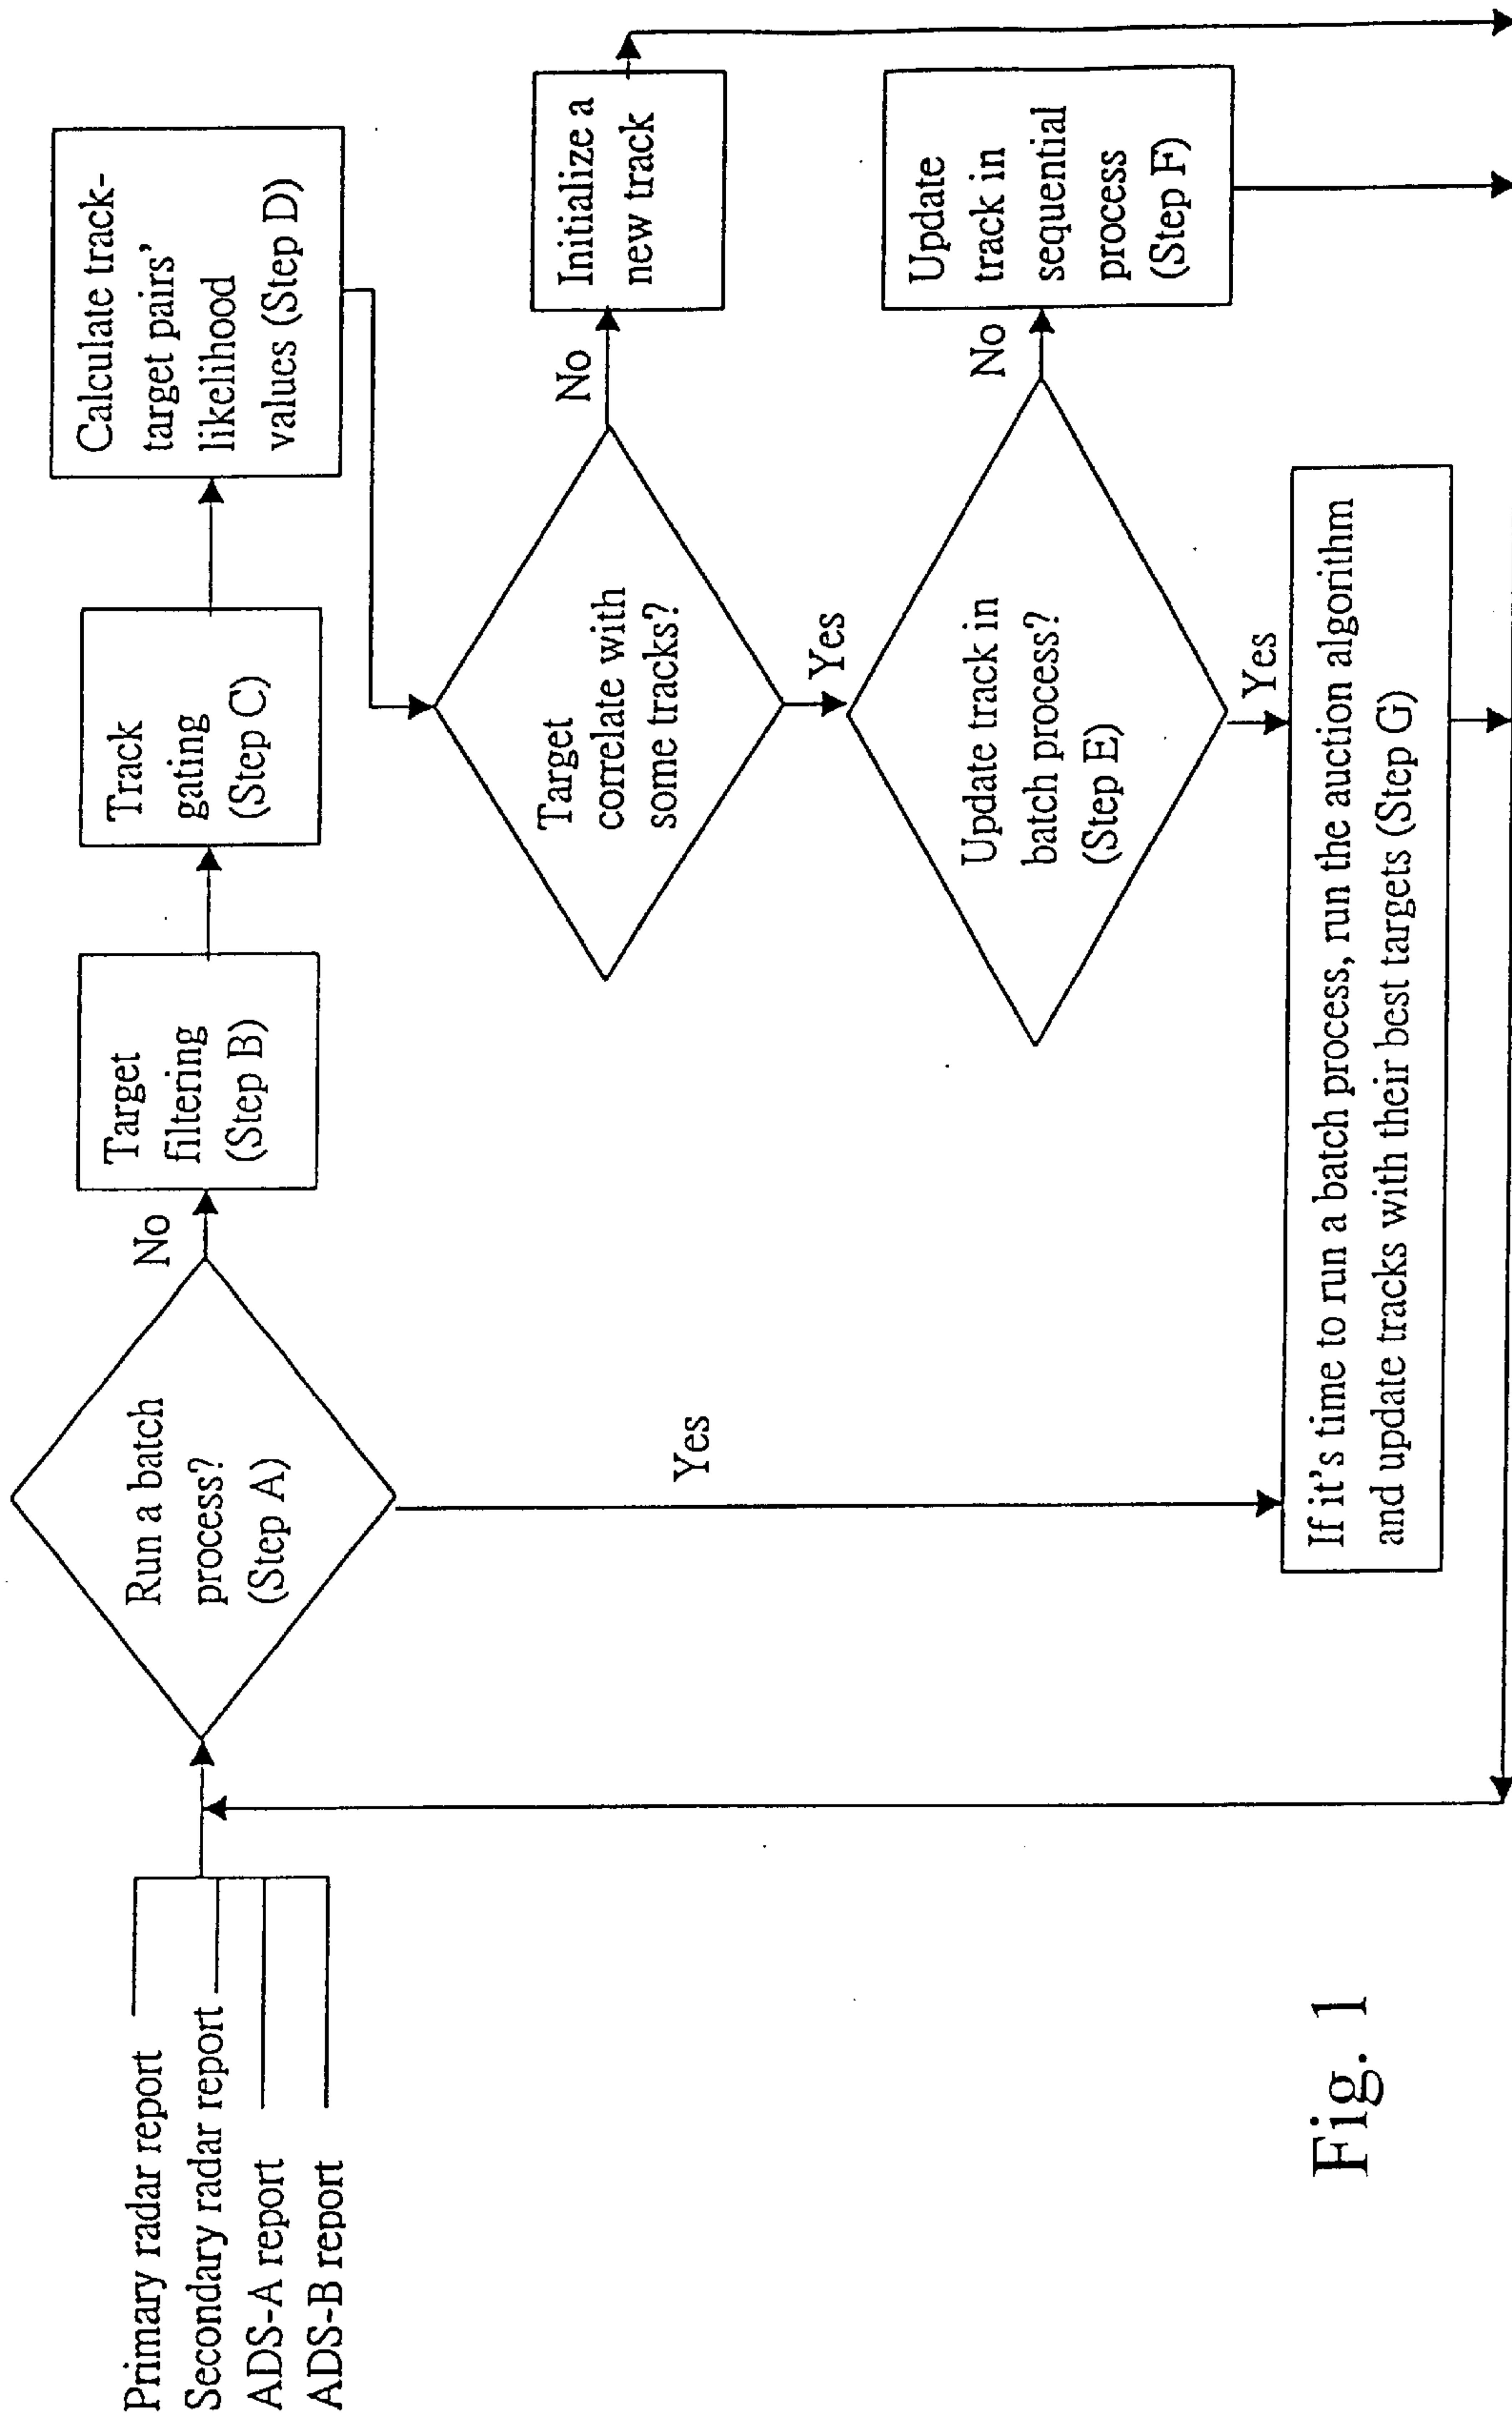 Primary radar report
Secondary radar report
ADS-A report
ADS-B report
Run a batch
process?
(Step A)
No
Yes
Target
filtering
(Step B)
Track
gating
(Step C)
Calculate track-
target pairs'
likelihood
values (Step D)
Target
correlate with
some tracks?
No
Yes
Initialize a
new track
Update track in
batch process?
(Step E)
No
Yes
Update
track in
sequential
process
(Step F)
If it's time to run a batch process, run the auction algorithm
and update tracks with their best targets (Step G)
Fig. 1